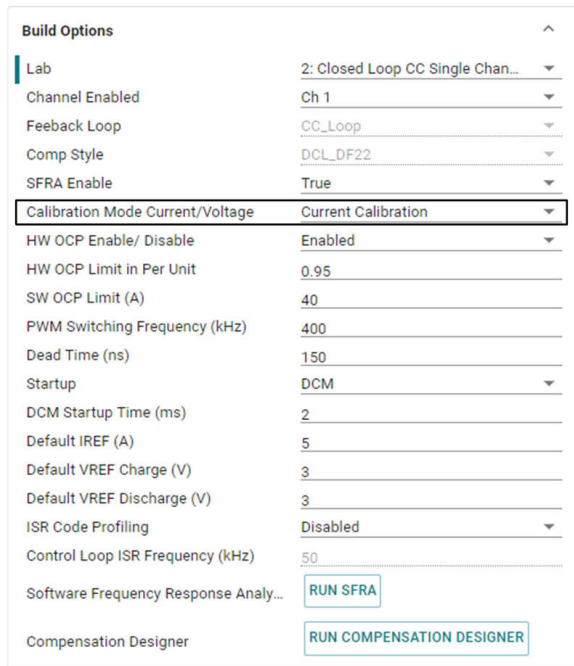 Build Options
Lab 2: Closed Loop CC Single Chan...
Channel Enabled Ch 1
Feeback Loop CC_Loop
Comp Style DCL_DF22
SFRA Enable True
Calibration Mode Current/Voltage Current Calibration
HW OCP Enable/ Disable Enabled
HW OCP Limit in Per Unit 0.95
SW OCP Limit (A) 40
PWM Switching Frequency (kHz) 400
Dead Time (ns) 150
Startup DCM
DCM Startup Time (ms) 2
Default IREF (A) 5
Default VREF Charge (V) 3
Default VREF Discharge (V) 3
ISR Code Profiling Disabled
Control Loop ISR Frequency (kHz) 50
Software Frequency Response Analy... RUN SFRA
Compensation Designer RUN COMPENSATION DESIGNER